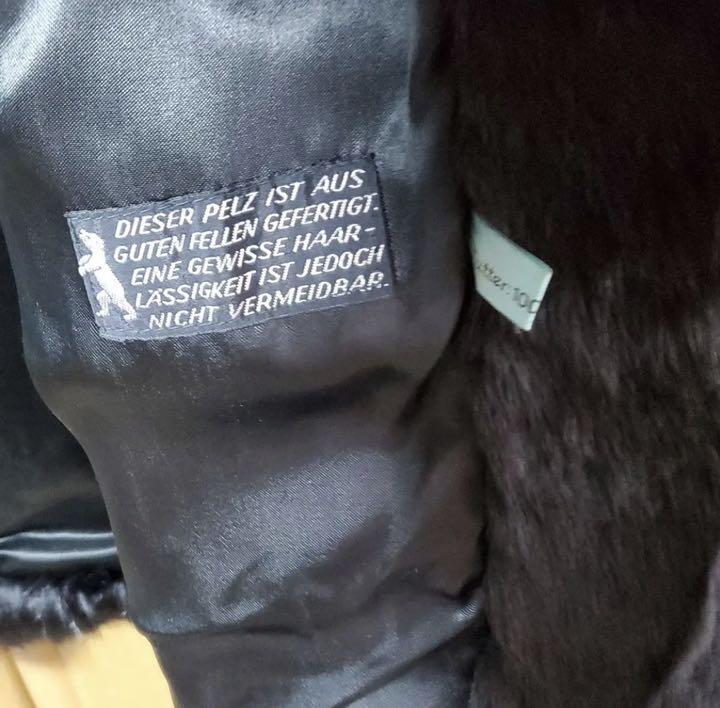 DIESER PELZ IST AUS
GUTEN FELLEN GEFERTIGT.
EINE GEWISSE HAAR-
LÄSSIGKEIT IST JEDOCH
NICHT VERMEIDBAR.